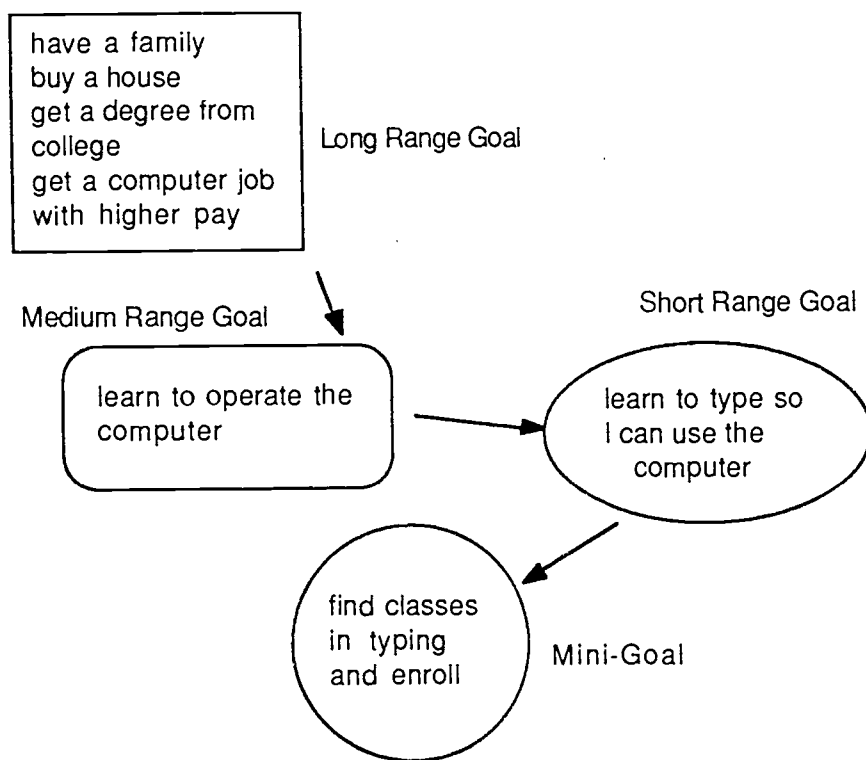 have a family
buy a house
get a degree from
college
get a computer job
with higher pay
Long Range Goal
Medium Range Goal
learn to operate the
computer
Short Range Goal
learn to type so
I can use the
computer
find classes
in typing
and enroll
Mini-Goal